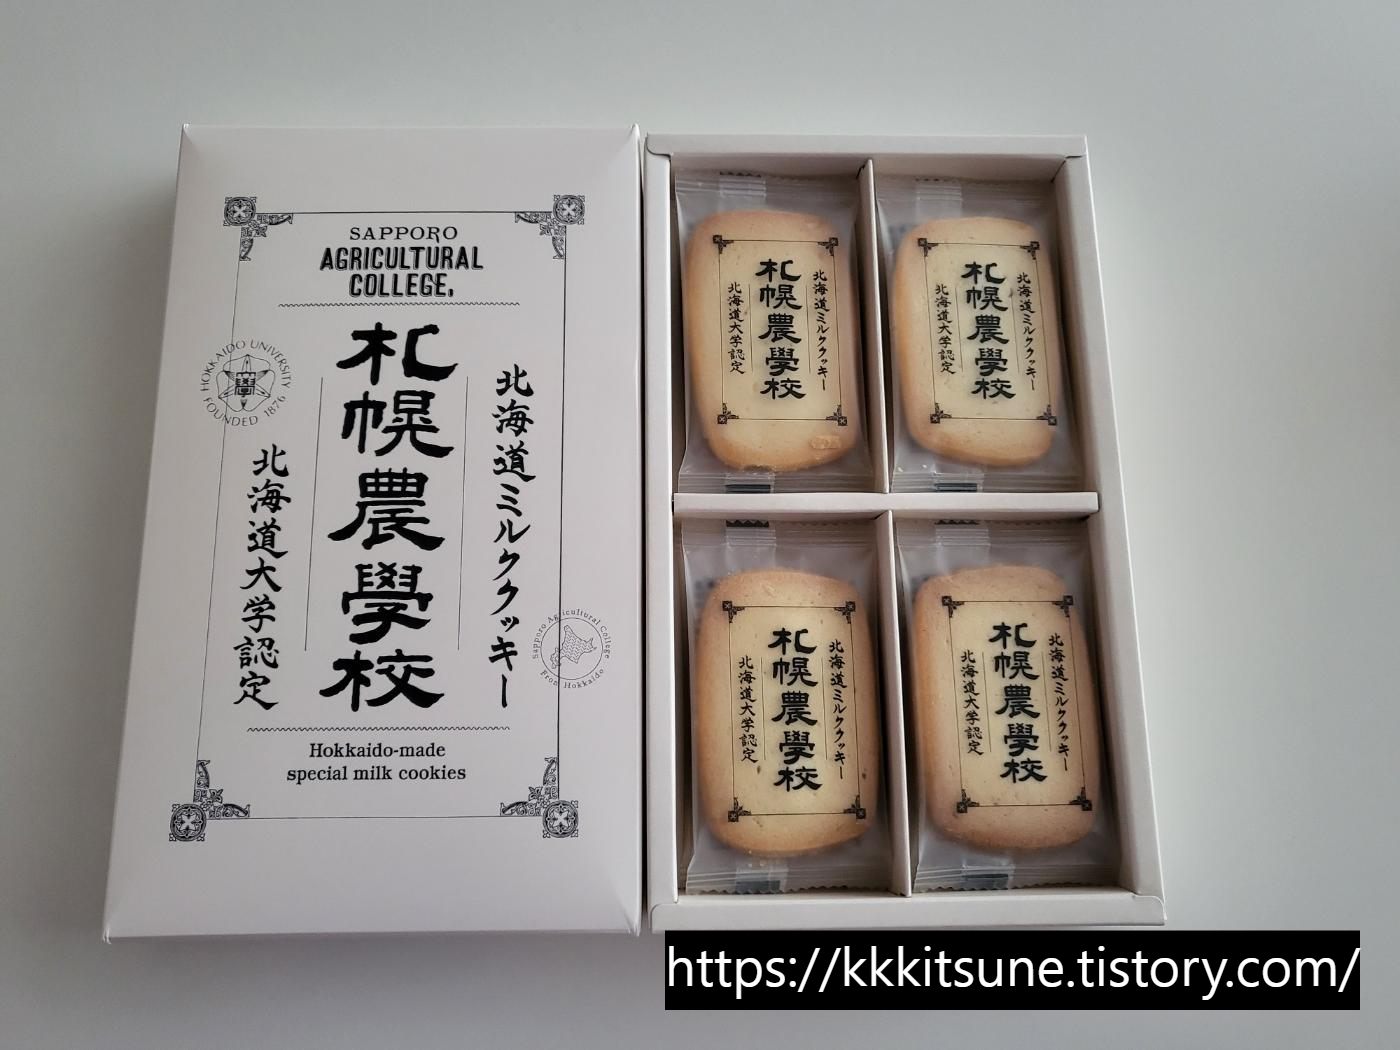 SAPPORO
AGRICULTURAL
COLLEGE,
北海道ミルククッキー
札幌農學校
北海道大学認定
HOKKAIDO UNIVERSITY
FOUNDED 1876
學
Sapporo Agricultural College
From Hokkaido
Hokkaido-made
special milk cookies
北海道ミルククッキー
札幌農學校
北海道大学認定
北海道ミルククッキー
札幌農學校
北海道大学認定
北海道ミルククッキー
札幌農學校
北海道大学認定
北海道ミルククッキー
札幌農學校
北海道大学認定
https://kkkitsune.tistory.com/